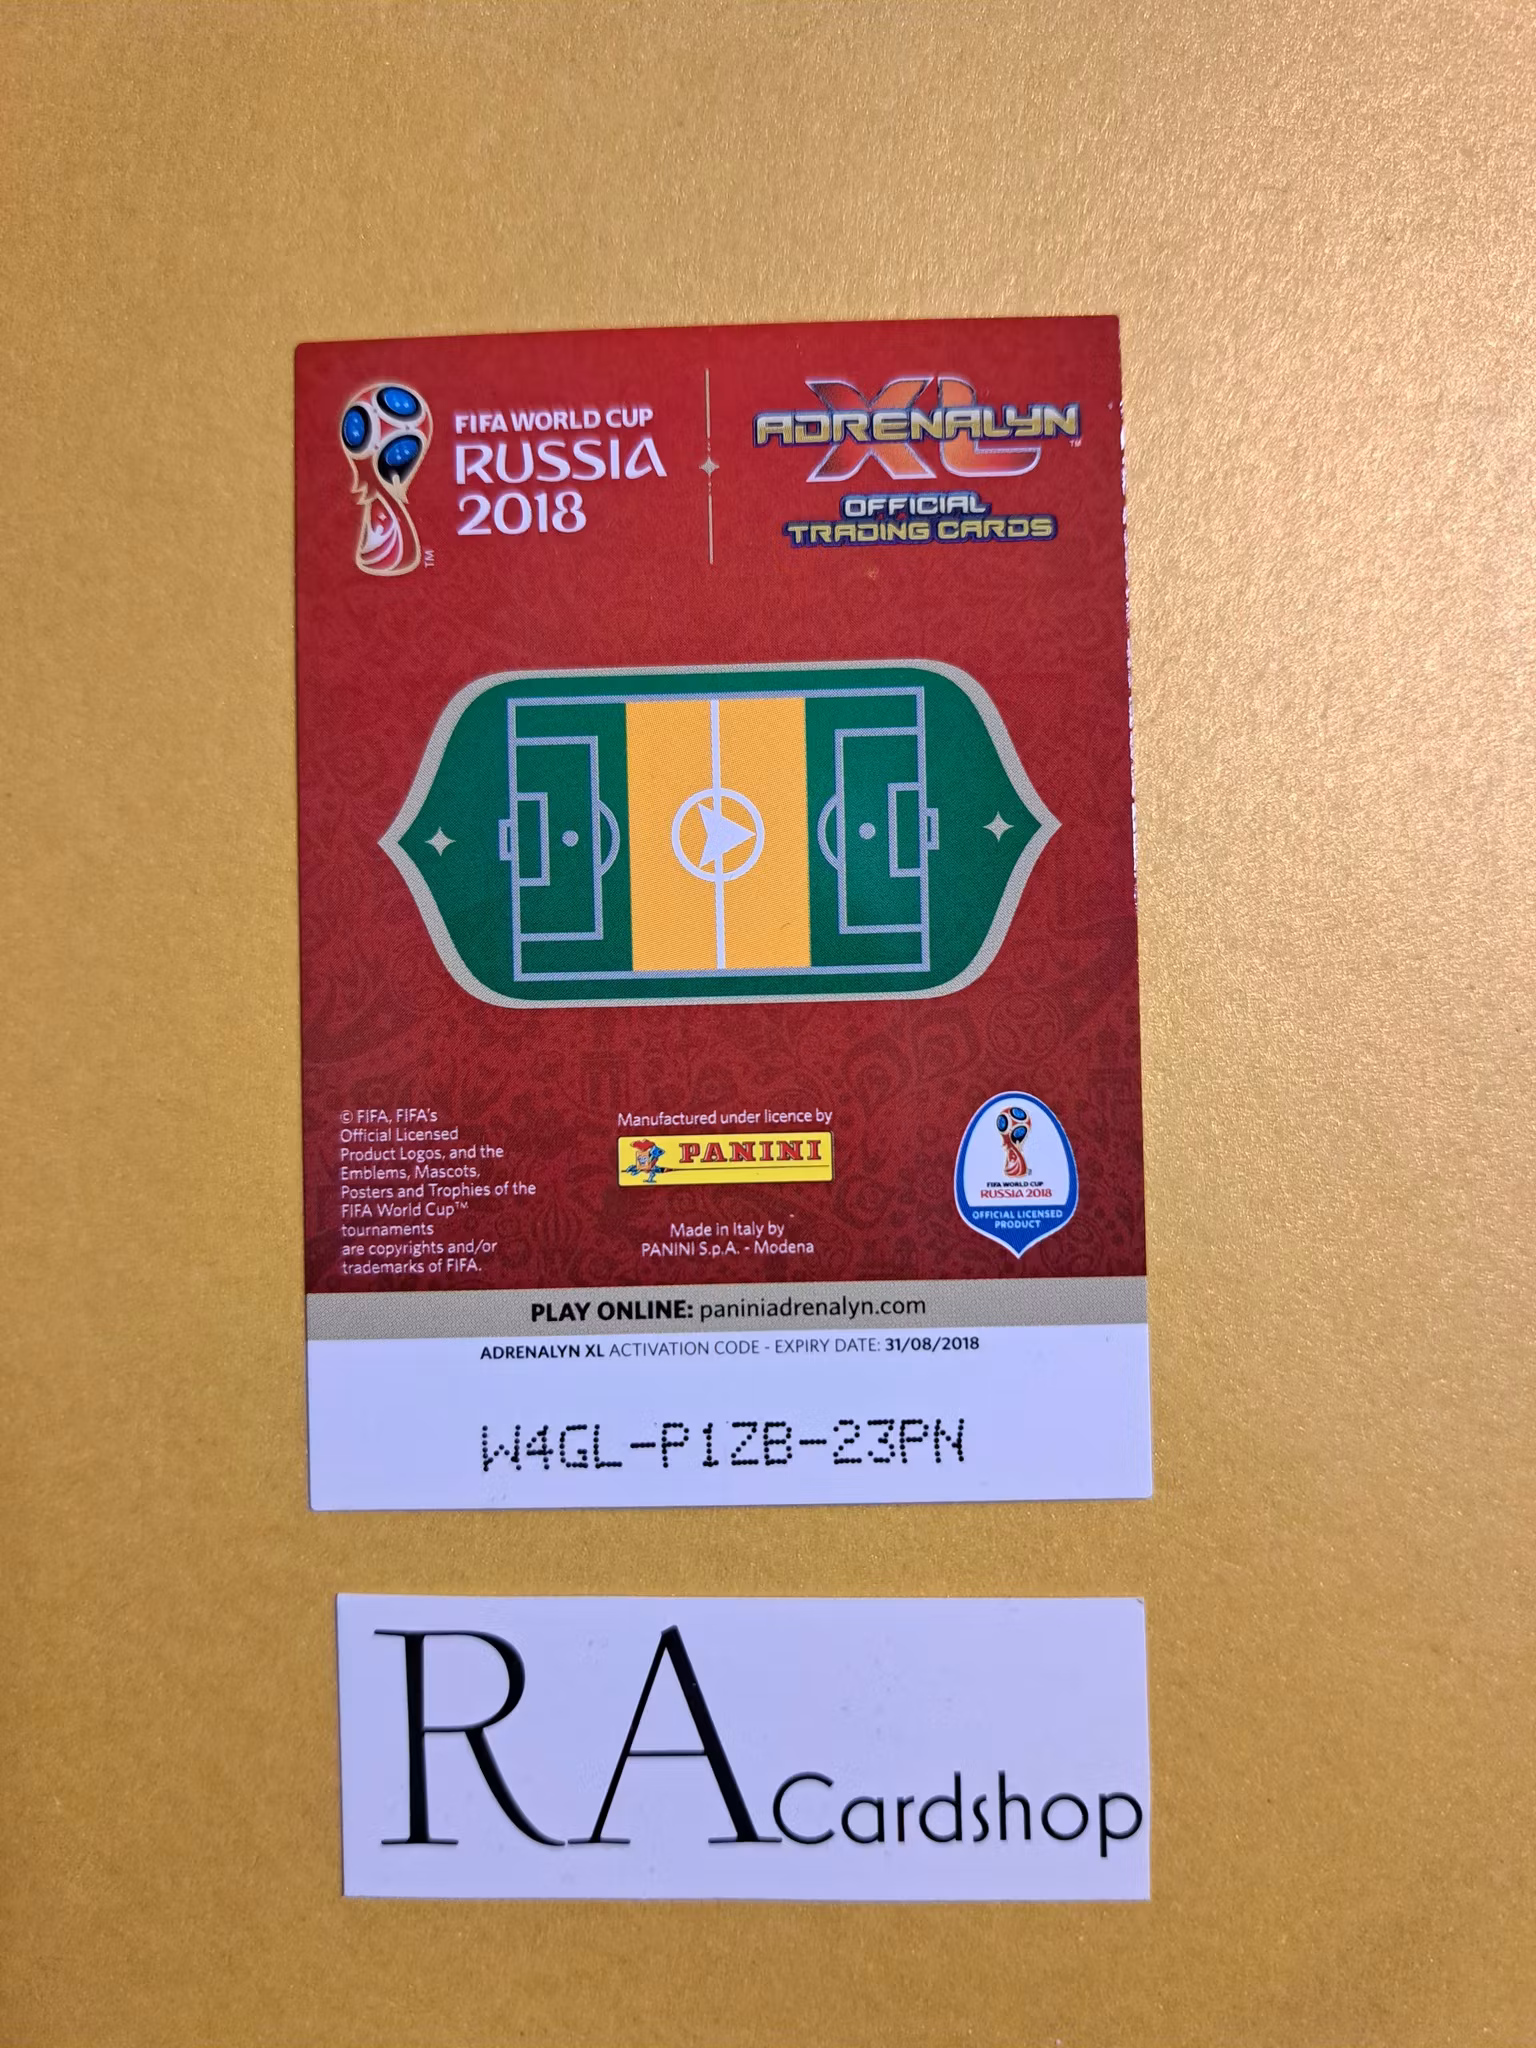 FIFA WORLD CUP
RUSSIA
2018
TM
XL
ADRENALYN
TM
OFFICIAL
TRADING CARDS
© FIFA, FIFA's
Official Licensed
Product Logos, and the
Emblems, Mascots,
Posters and Trophies of the
FIFA World Cup™
tournaments
are copyrights and/or
trademarks of FIFA.
Manufactured under licence by
PANINI
Made in Italy by
PANINI S.p.A. - Modena
FIFA WORLD CUP
RUSSIA 2018
OFFICIAL LICENSED
PRODUCT
PLAY ONLINE: paniniadrenalyn.com
ADRENALYN XL ACTIVATION CODE - EXPIRY DATE: 31/08/2018
W4GL-P1ZB-23PN
RA Cardshop